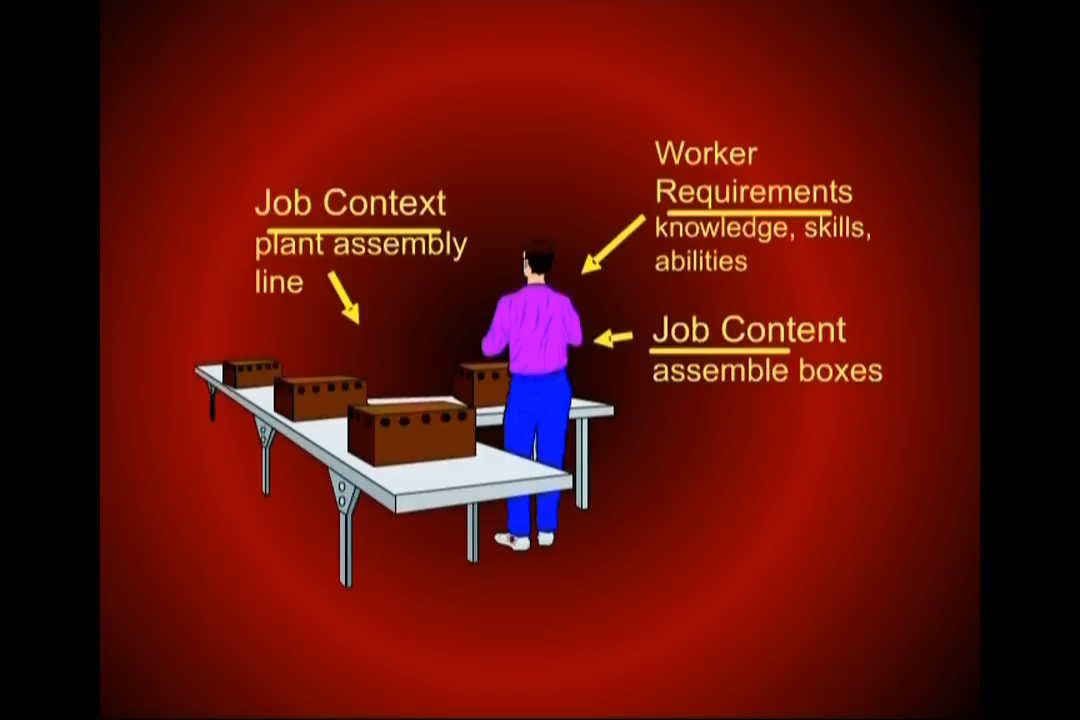 Job Context
plant assembly
line
Worker
Requirements
knowledge, skills,
abilities
Job Content
assemble boxes